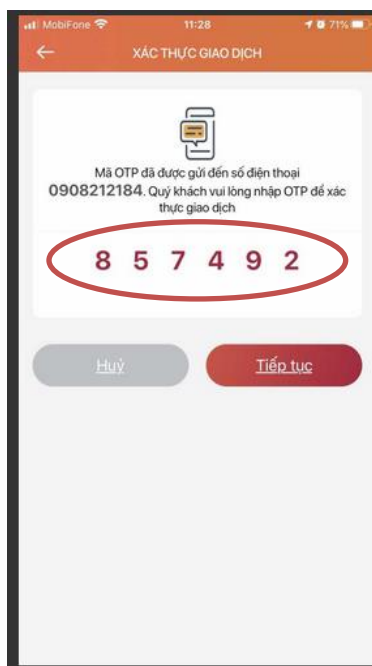 MobiFone 11:28 71%
XÁC THỰC GIAO DỊCH
Mã OTP đã được gửi đến số điện thoại
0908212184. Quý khách vui lòng nhập OTP để xác
thực giao dịch
8 5 7 4 9 2
Huỷ Tiếp tục